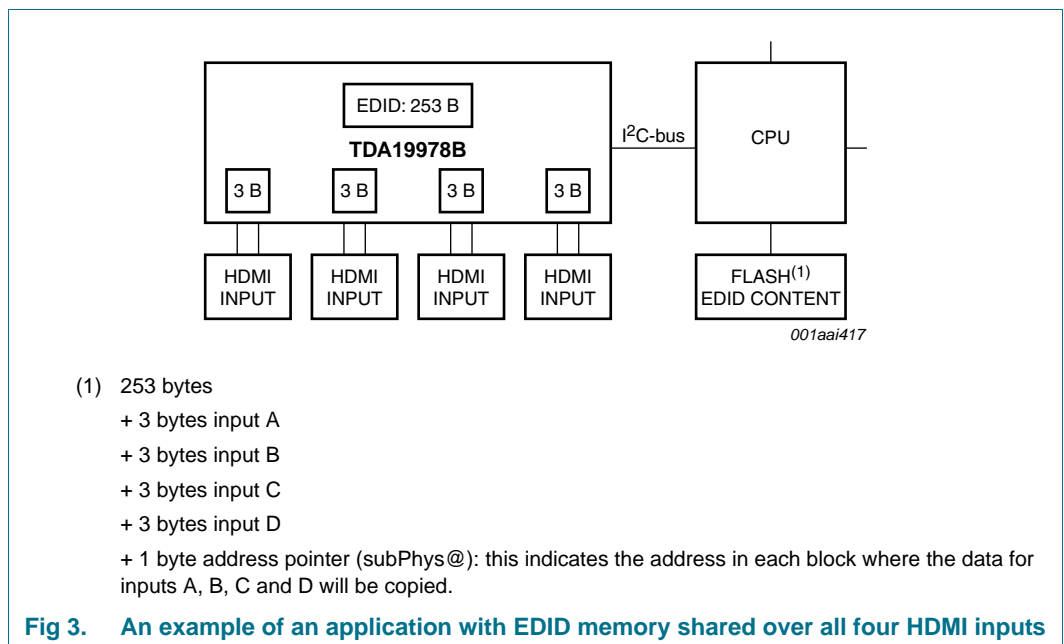 EDID: 253 B
TDA19978B
3 B 3 B 3 B 3 B
I2C-bus
CPU
HDMI INPUT
HDMI INPUT
HDMI INPUT
HDMI INPUT
FLASH(1)
EDID CONTENT
001aai417
(1) 253 bytes
+ 3 bytes input A
+ 3 bytes input B
+ 3 bytes input C
+ 3 bytes input D
+ 1 byte address pointer (subPhys@): this indicates the address in each block where the data for
inputs A, B, C and D will be copied.
Fig 3. An example of an application with EDID memory shared over all four HDMI inputs